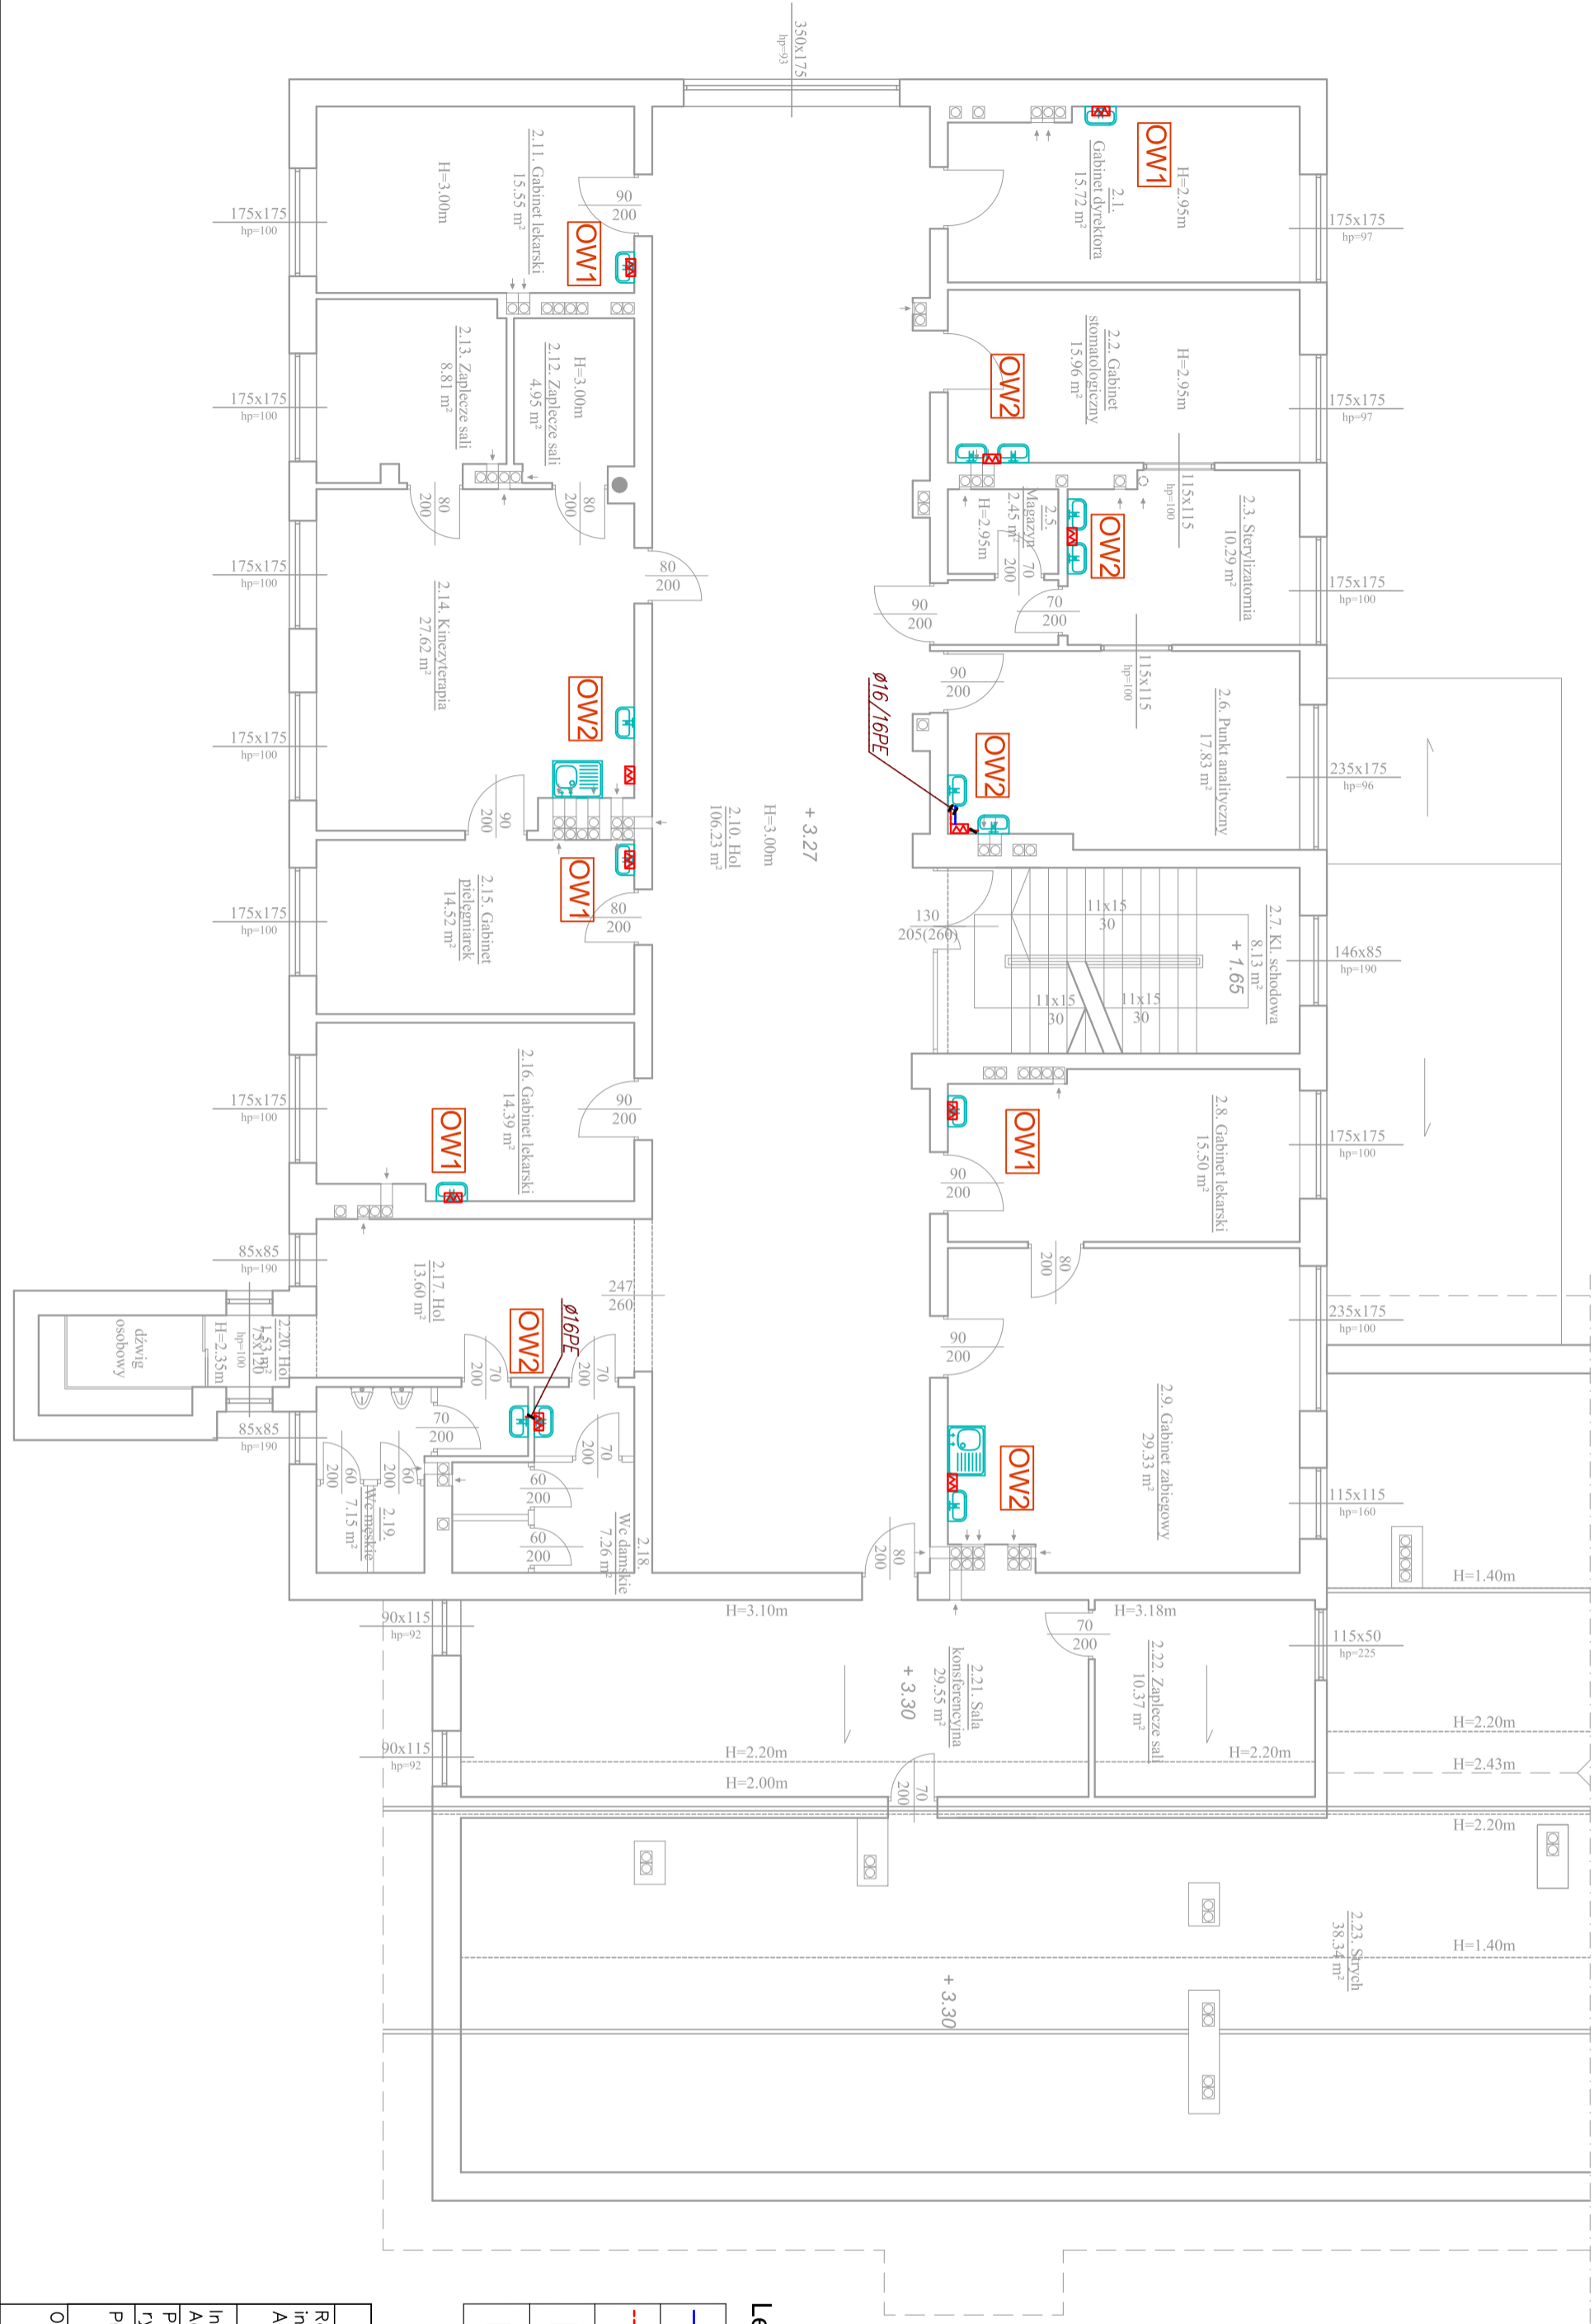 350x175
hp=93
2.1.
Gabinet dyrektora
15.72 m²
H=2.95m
OW1
175x175
hp=97
2.2. Gabinet
stomatologiczny
15.96 m²
H=2.95m
OW2
175x175
hp=97
2.3. Sterylizatornia
10.29 m²
OW2
115x115
hp=100
175x175
hp=100
2.5.
Magazyn
2.45 m²
H=2.95m
70
200
70
200
90
200
115x115
hp=100
2.6. Punkt analityczny
17.83 m²
OW2
90
200
ø16/16PE
235x175
hp=96
2.7. Kl. schodowa
8.13 m²
+ 1.65
11x15
30
11x15
30
11x15
30
130
205(260)
146x85
hp=190
2.8. Gabinet lekarski
15.50 m²
OW1
90
200
175x175
hp=100
80
200
2.9. Gabinet zabiegowy
29.33 m²
OW2
90
200
235x175
hp=100
115x115
hp=160
2.10. Hol
106.23 m²
H=3.00m
+ 3.27
2.11. Gabinet lekarski
15.55 m²
H=3.00m
OW1
90
200
175x175
hp=100
2.12. Zaplecze sali
4.95 m²
H=3.00m
2.13. Zaplecze sali
8.81 m²
175x175
hp=100
80
200
80
200
80
200
2.14. Kinezyterapia
27.62 m²
OW2
175x175
hp=100
175x175
hp=100
90
200
2.15. Gabinet
pielęgniarek
14.52 m²
OW1
80
200
175x175
hp=100
2.16. Gabinet lekarski
14.39 m²
OW1
90
200
175x175
hp=100
2.17. Hol
13.60 m²
OW2
ø16PE
247
260
85x85
hp=190
2.20. Hol
1.53 m²
75x120
hp=100
H=2.35m
dźwig
osobowy
85x85
hp=190
70
200
70
200
70
200
70
200
60
200
60
200
60
200
60
200
2.18.
Wc damskie
7.26 m²
2.19.
Wc męskie
7.15 m²
80
200
H=3.10m
H=3.18m
H=1.40m
90x115
hp=92
90x115
hp=92
2.21. Sala
konsferencyjna
29.55 m²
+ 3.30
2.22. Zaplecze sali
10.37 m²
70
200
115x50
hp=225
H=2.20m
H=2.20m
H=2.20m
H=2.43m
H=2.00m
70
200
H=2.20m
2.23. Strych
38.34 m²
H=1.40m
+ 3.30
Le